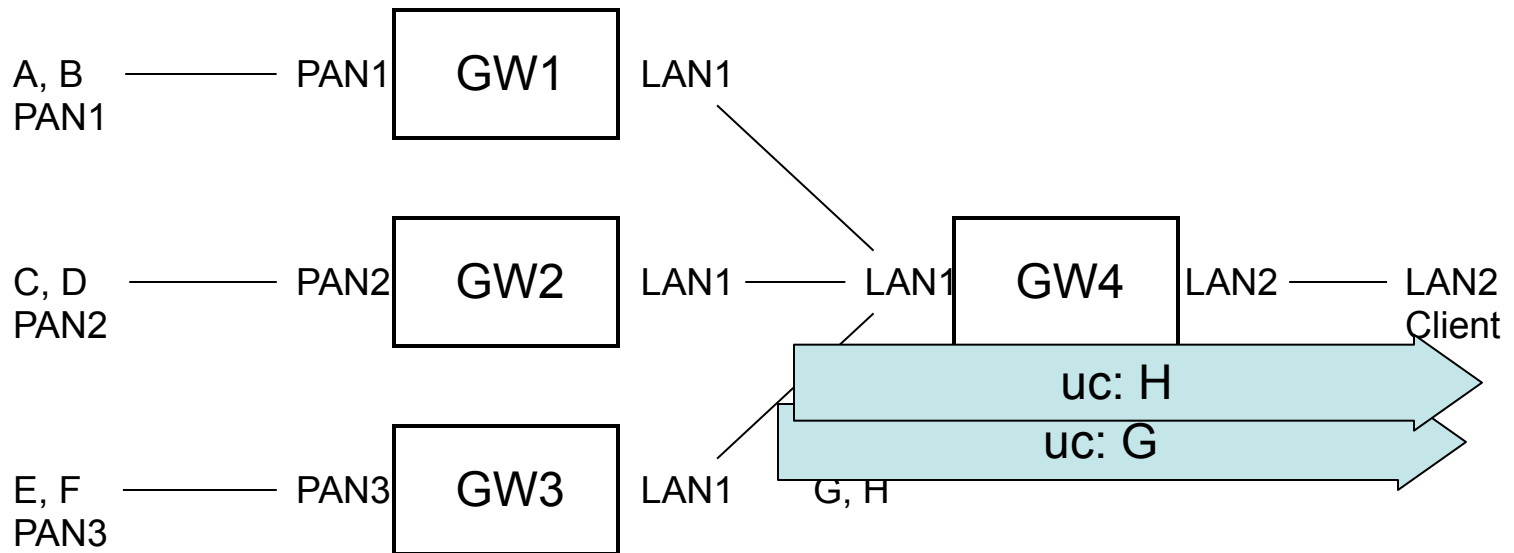 A, B
PAN1
PAN1
GW1
LAN1
C, D
PAN2
PAN2
GW2
LAN1
LAN1
GW4
LAN2
LAN2
Client
uc: H
uc: G
E, F
PAN3
PAN3
GW3
LAN1
G, H